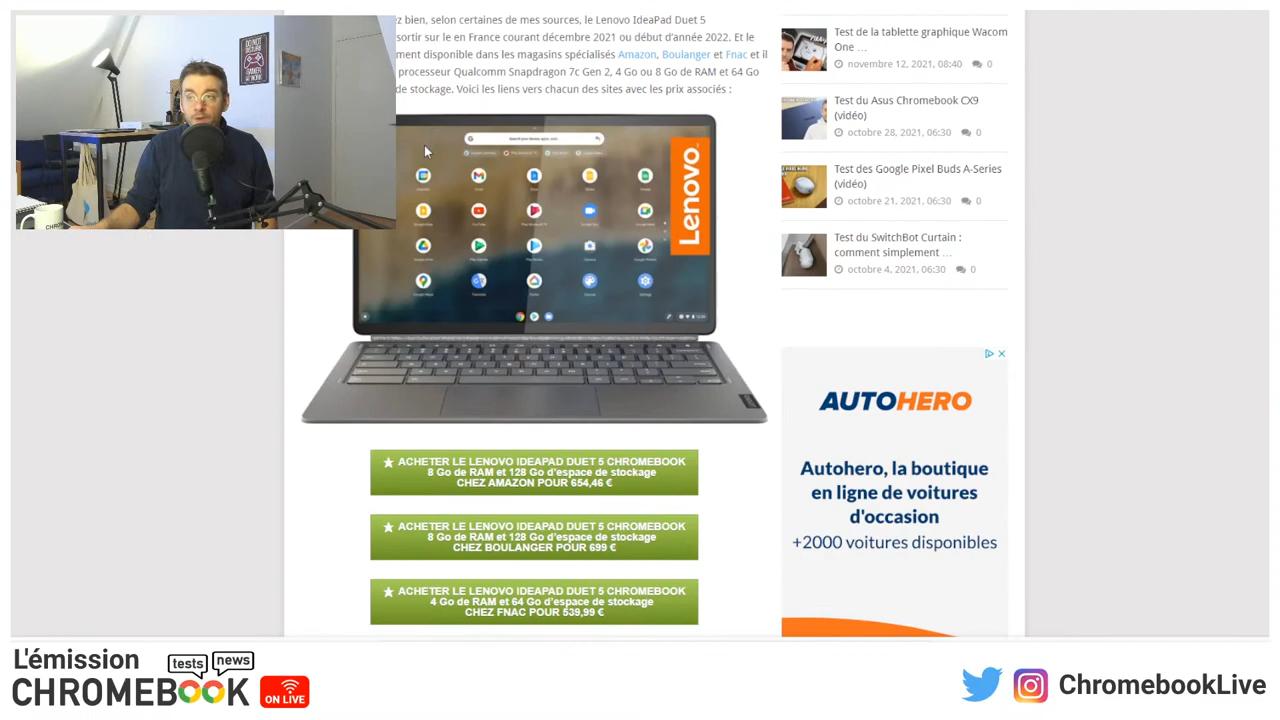 ez bien, selon certaines de mes sources, le Lenovo IdeaPad Duet 5
sortir sur le en France courant décembre 2021 ou début d'année 2022. Et le
ment disponible dans les magasins spécialisés Amazon, Boulanger et Fnac et il
processeur Qualcomm Snapdragon 7c Gen 2, 4 Go ou 8 Go de RAM et 64 Go
de stockage. Voici les liens vers chacun des sites avec les prix associés :
DO NOT
DISTURB
GAMING
Lenovo
★ ACHETER LE LENOVO IDEAPAD DUET 5 CHROMEBOOK
8 Go de RAM et 128 Go d'espace de stockage
CHEZ AMAZON POUR 654,46 €
★ ACHETER LE LENOVO IDEAPAD DUET 5 CHROMEBOOK
8 Go de RAM et 128 Go d'espace de stockage
CHEZ BOULANGER POUR 699 €
★ ACHETER LE LENOVO IDEAPAD DUET 5 CHROMEBOOK
4 Go de RAM et 64 Go d'espace de stockage
CHEZ FNAC POUR 539,99 €
Test de la tablette graphique Wacom
One …
novembre 12, 2021, 08:40 0
Test du Asus Chromebook CX9
(vidéo)
octobre 28, 2021, 06:30 0
Test des Google Pixel Buds A-Series
(vidéo)
octobre 21, 2021, 06:30 0
Test du SwitchBot Curtain :
comment simplement …
octobre 4, 2021, 06:30 0
AUTOHERO
Autohero, la boutique
en ligne de voitures
d'occasion
+2000 voitures disponibles
L'émission
tests
news
CHROMEBOOK
ON LIVE
ChromebookLive